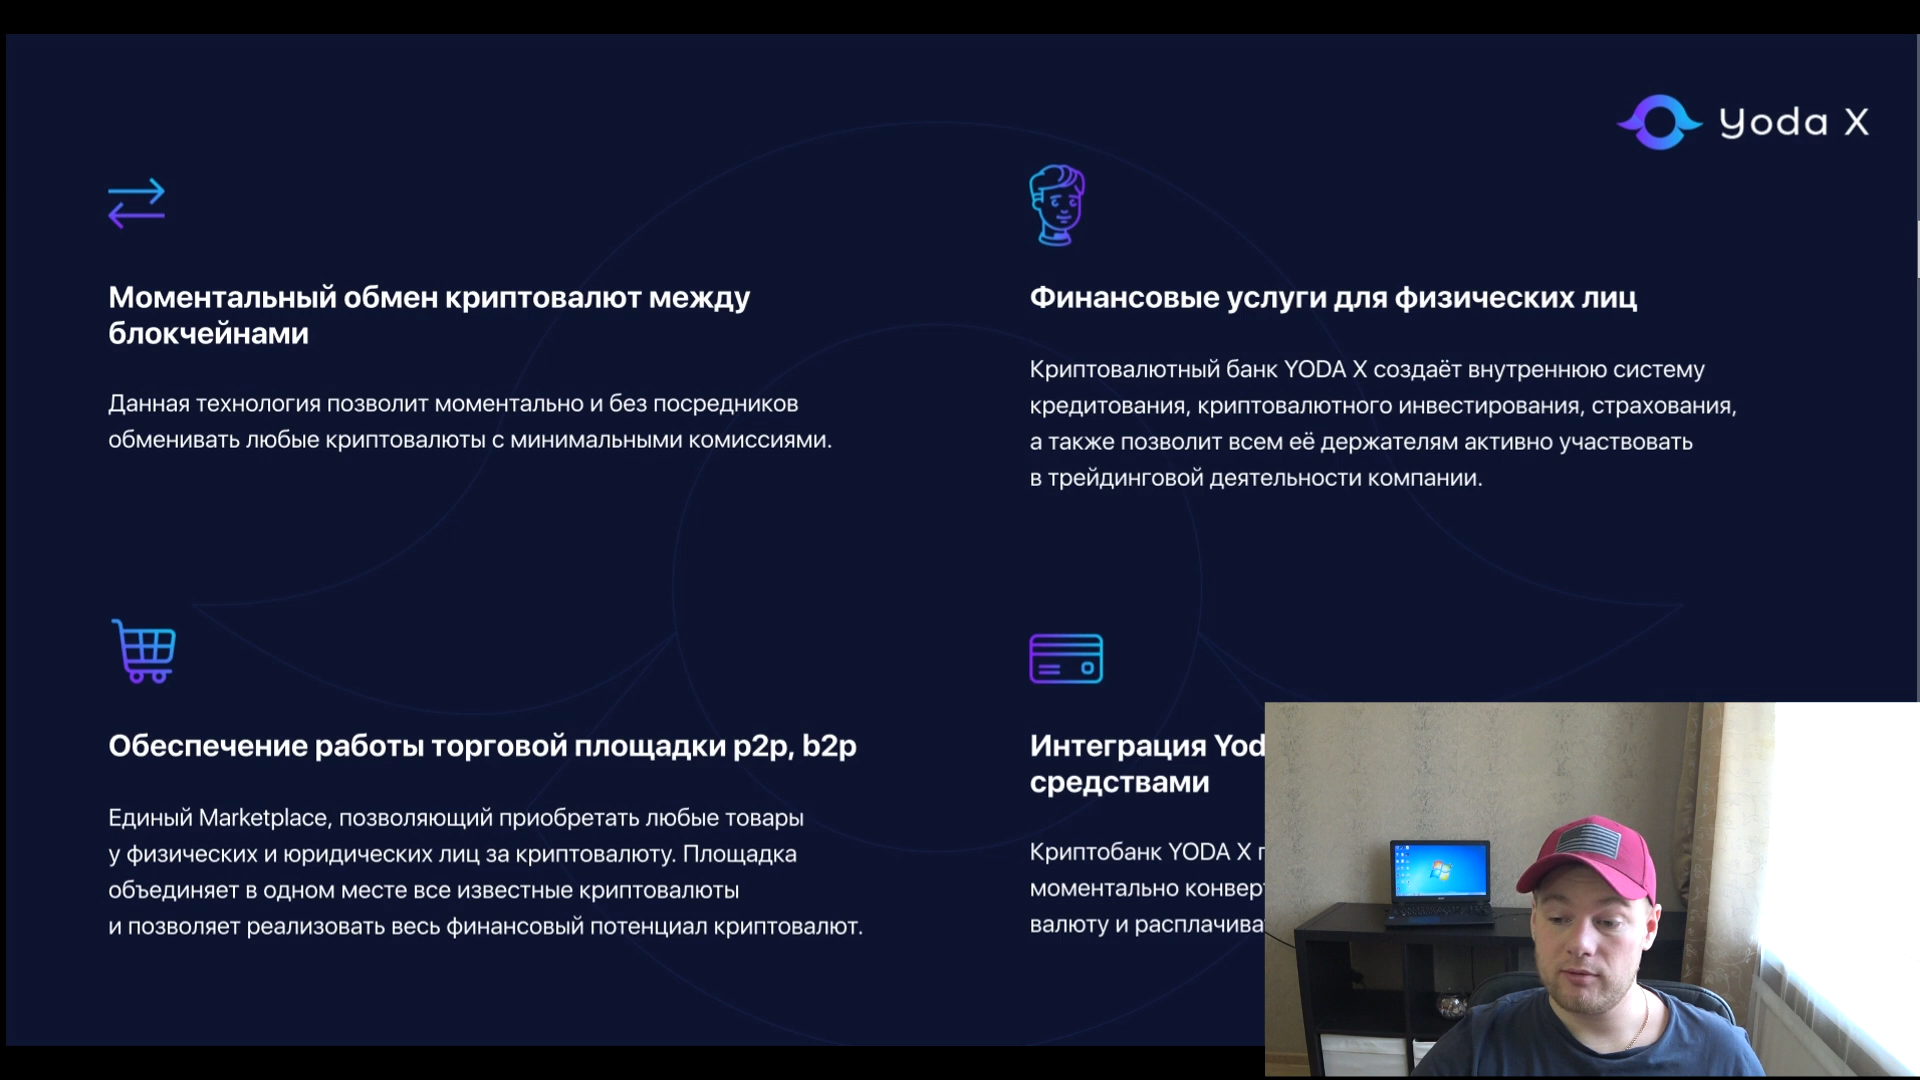 Yoda X
Моментальный обмен криптовалют между
блокчейнами
Данная технология позволит моментально и без посредников
обменивать любые криптовалюты с минимальными комиссиями.
Финансовые услуги для физических лиц
Криптовалютный банк YODA X создаёт внутреннюю систему
кредитования, криптовалютного инвестирования, страхования,
а также позволит всем её держателям активно участвовать
в трейдинговой деятельности компании.
Обеспечение работы торговой площадки p2p, b2p
Единый Marketplace, позволяющий приобретать любые товары
у физических и юридических лиц за криптовалюту. Площадка
объединяет в одном месте все известные криптовалюты
и позволяет реализовать весь финансовый потенциал криптовалют.
Интеграция Yod
средствами
Криптобанк YODA X
моментально конвер
валюту и расплачива